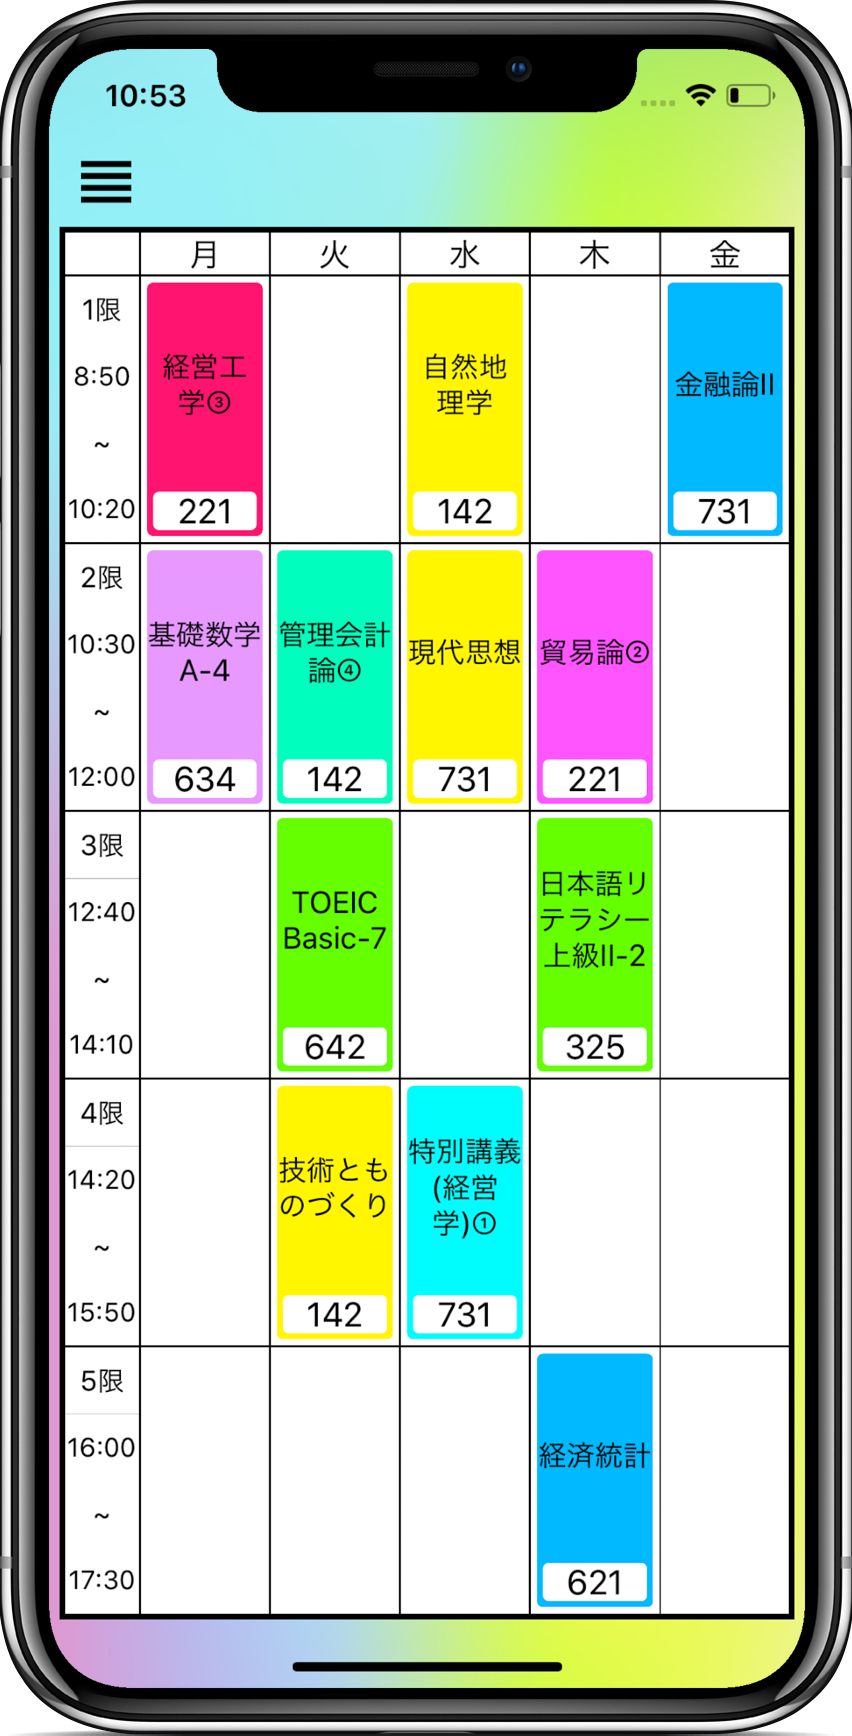 10:53
月 火 水 木 金
1限
8:50
~
10:20
経営工
学③
221
自然地
理学
142
金融論II
731
2限
10:30
~
12:00
基礎数学
A-4
634
管理会計
論④
142
現代思想
731
貿易論②
221
3限
12:40
~
14:10
TOEIC
Basic-7
642
日本語リ
テラシー
上級II-2
325
4限
14:20
~
15:50
技術とも
のづくり
142
特別講義
(経営
学)①
731
5限
16:00
~
17:30
経済統計
621